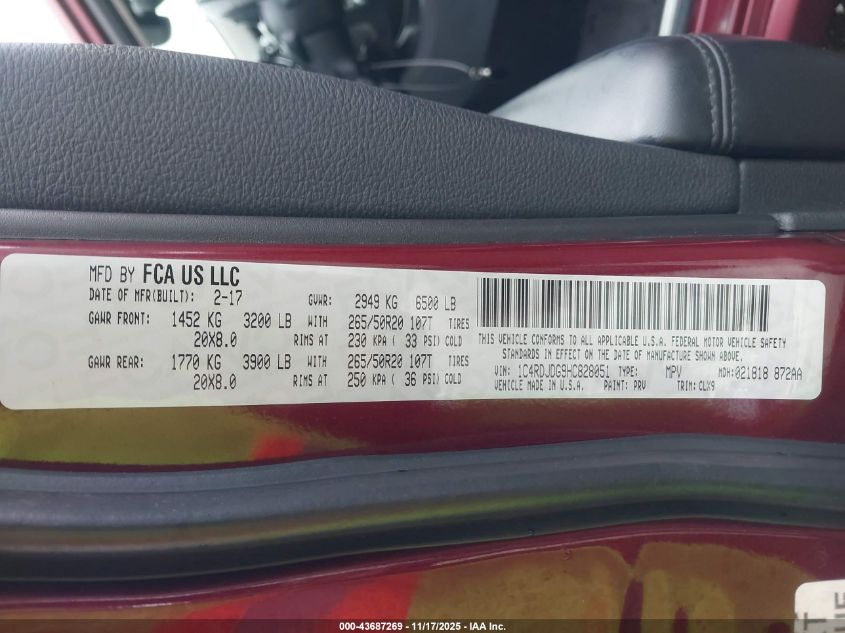 MFD BY FCA US LLC
DATE OF MFR(BUILT): 2-17 GVWR: 2949 KG 6500 LB
GAWR FRONT: 1452 KG 3200 LB WITH 265/50R20 107T TIRES
20X8.0 RIMS AT 230 KPA ( 33 PSI) COLD
GAWR REAR: 1770 KG 3900 LB WITH 265/50R20 107T TIRES
20X8.0 RIMS AT 250 KPA ( 36 PSI) COLD
THIS VEHICLE CONFORMS TO ALL APPLICABLE U.S.A. FEDERAL MOTOR VEHICLE SAFETY
STANDARDS IN EFFECT ON THE DATE OF MANUFACTURE SHOWN ABOVE.
VIN: 1C4RDJDG9HC828051 TYPE: MPV MDH: 021818 872AA
VEHICLE MADE IN U.S.A. PAINT: PRV TRIM: CLX9
000-43687269 - 11/17/2025 - IAA Inc.